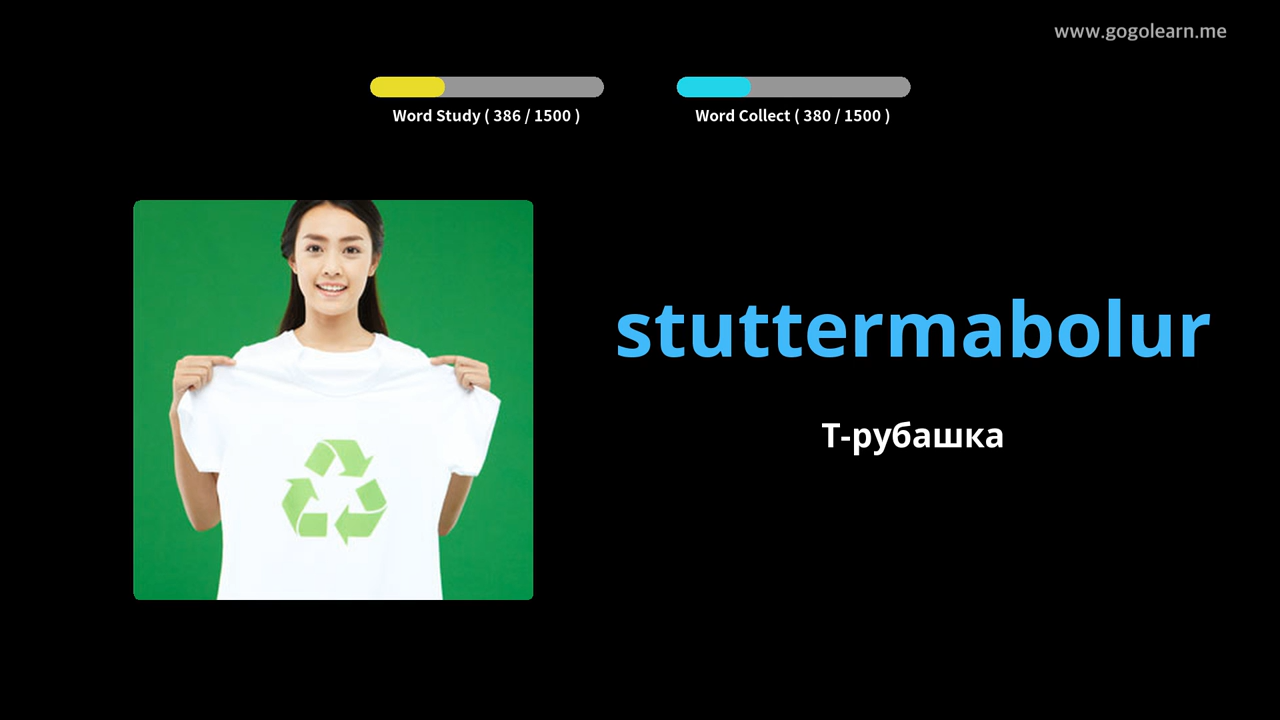 www.gogolearn.me
Word Study ( 386 / 1500 )
Word Collect ( 380 / 1500 )
stuttermabolur
Т-рубашка